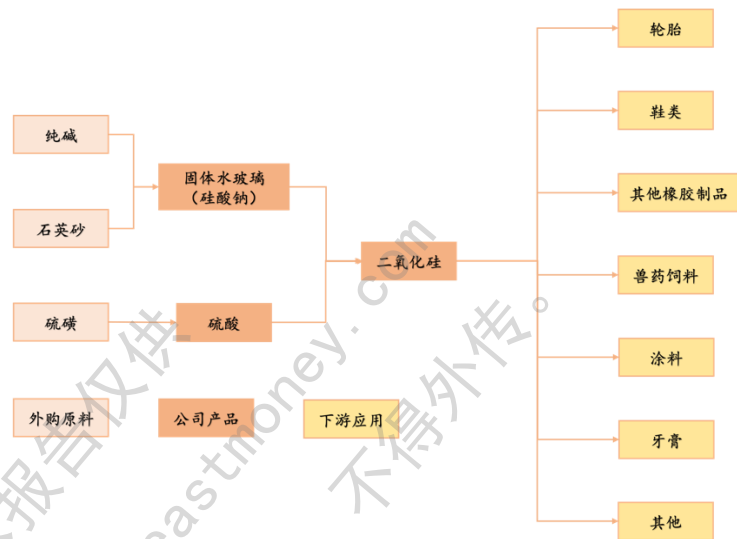 轮胎
鞋类
纯碱
固体水玻璃
（硅酸钠）
其他橡胶制品
石英砂
二氧化硅
兽药饲料
硫磺
硫酸
涂料
外购原料
公司产品
下游应用
牙膏
其他
报告仅供
eastmoney.com
不得外传。